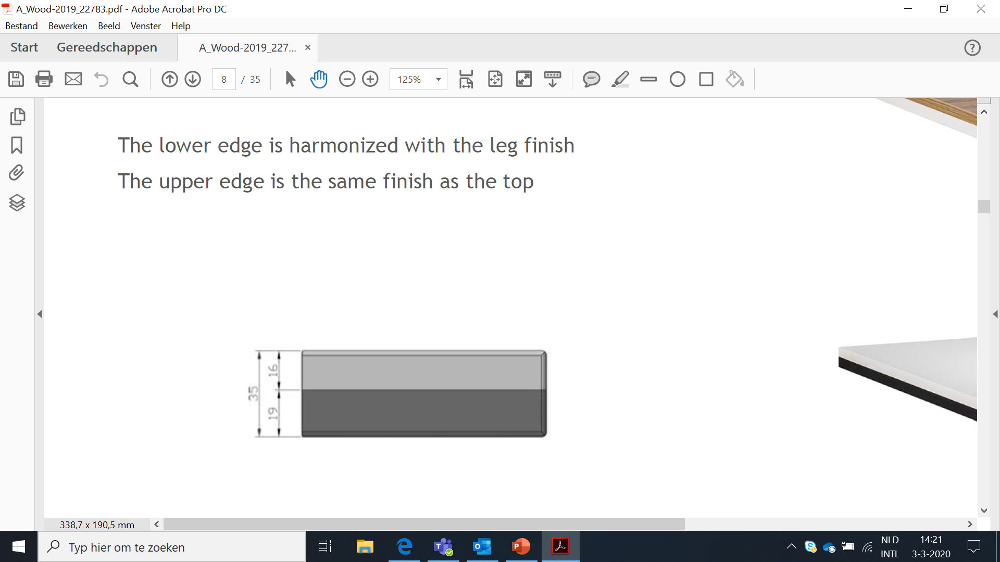 A_Wood-2019_22783.pdf - Adobe Acrobat Pro DC
Bestand Bewerken Beeld Venster Help
Start Gereedschappen A_Wood-2019_227... ×
8 / 35 125%
The lower edge is harmonized with the leg finish
The upper edge is the same finish as the top
16
35
19
338,7 x 190,5 mm
Typ hier om te zoeken
NLD 14:21
INTL 3-3-2020